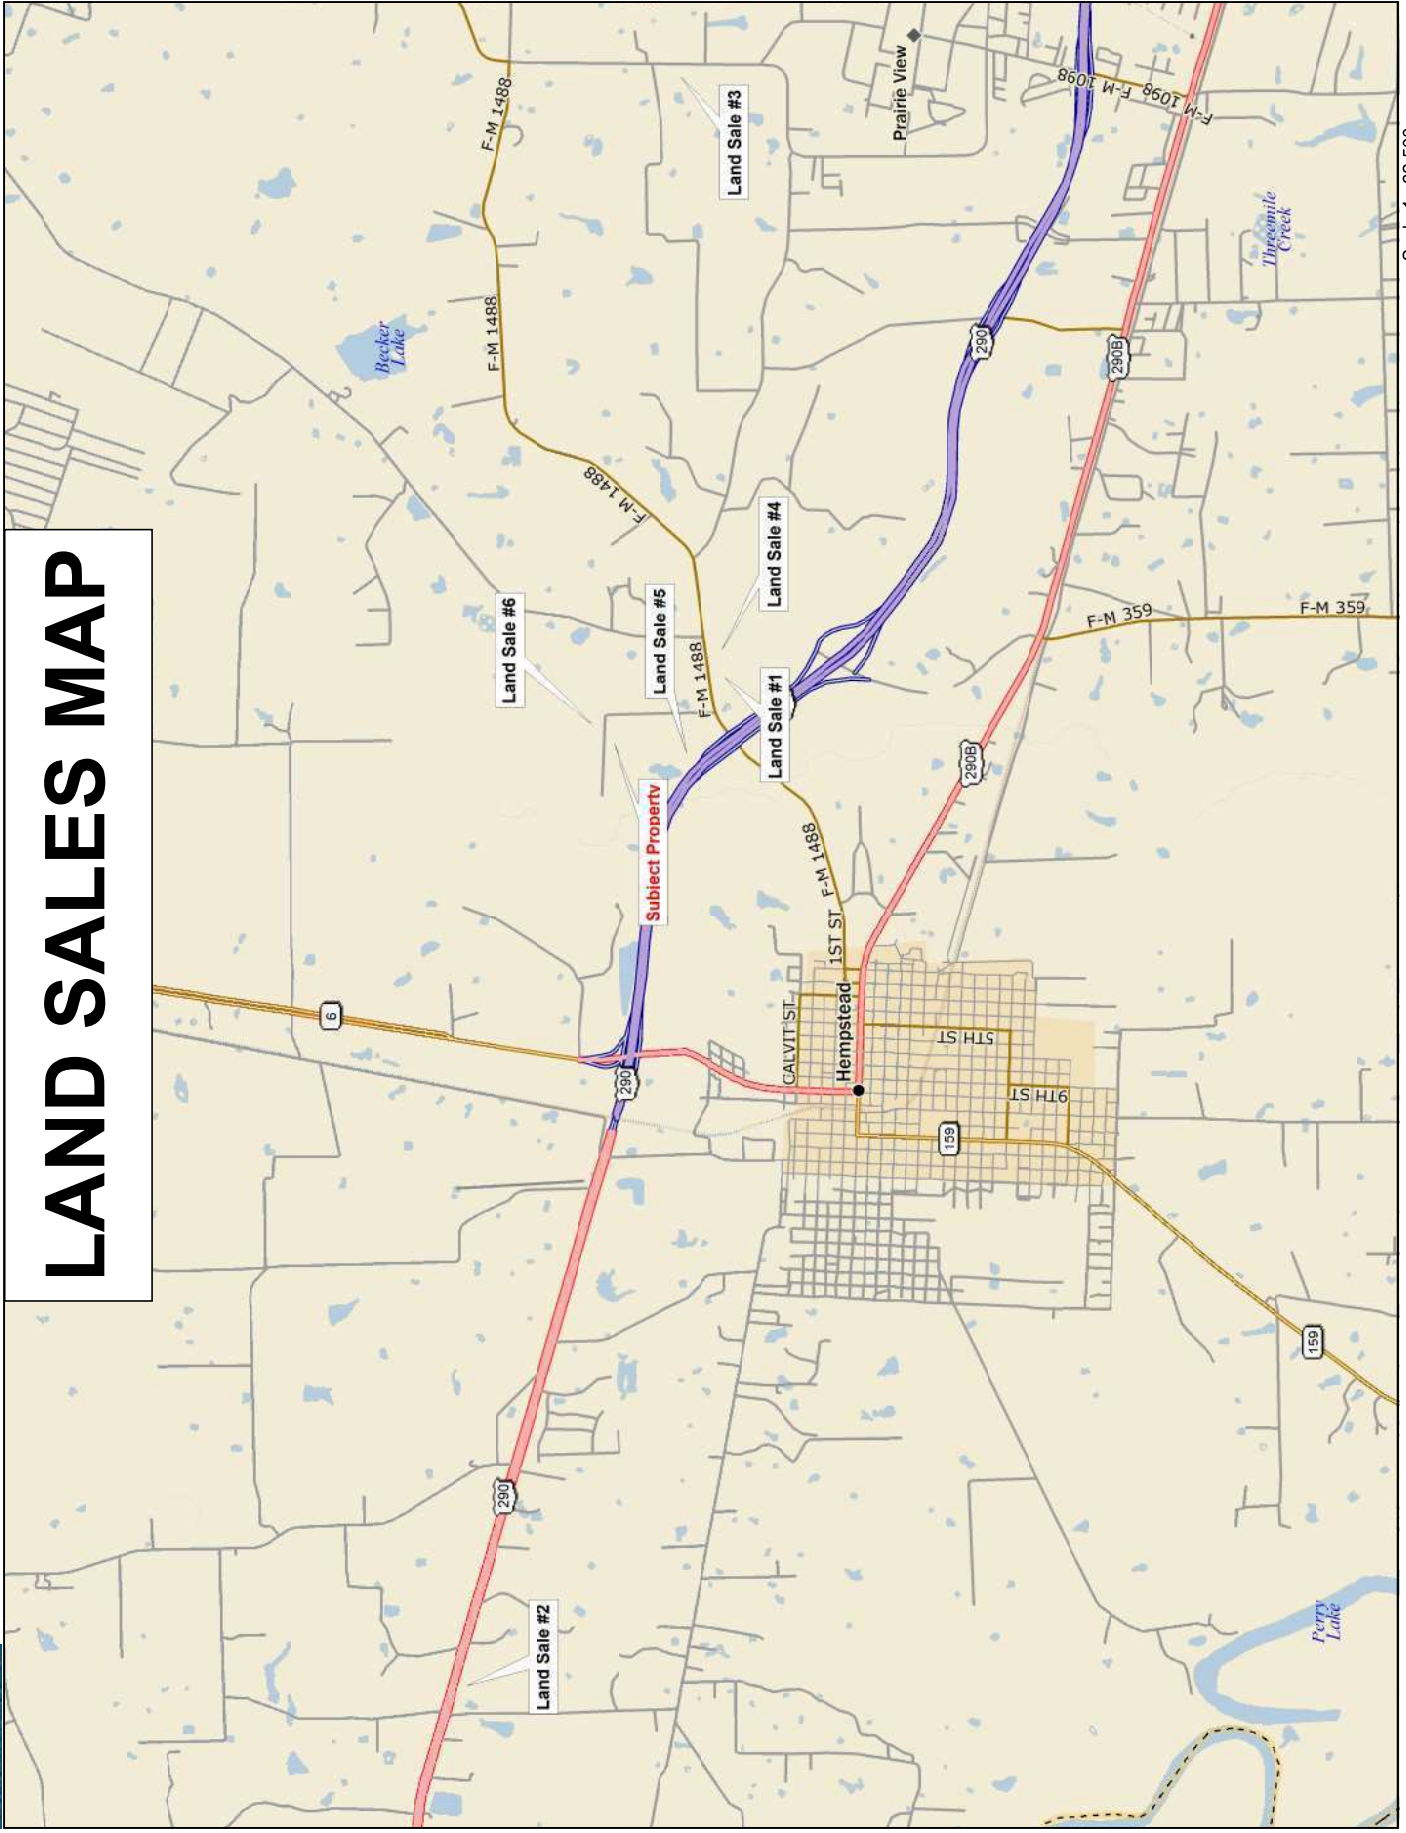 LAND SALES MAP
6
290
290
290
290B
290B
159
159
F-M 1488
F-M 1488
F-M 1488
F-M 1488
F-M 1488
F-M 1098
F-M 1098
F-M 359
F-M 359
Becker
Lake
Threemile
Creek
Perry
Lake
Prairie View
Hempstead
CALVIT ST
1ST ST
5TH ST
9TH ST
Land Sale #1
Land Sale #2
Land Sale #3
Land Sale #4
Land Sale #5
Land Sale #6
Subject Property